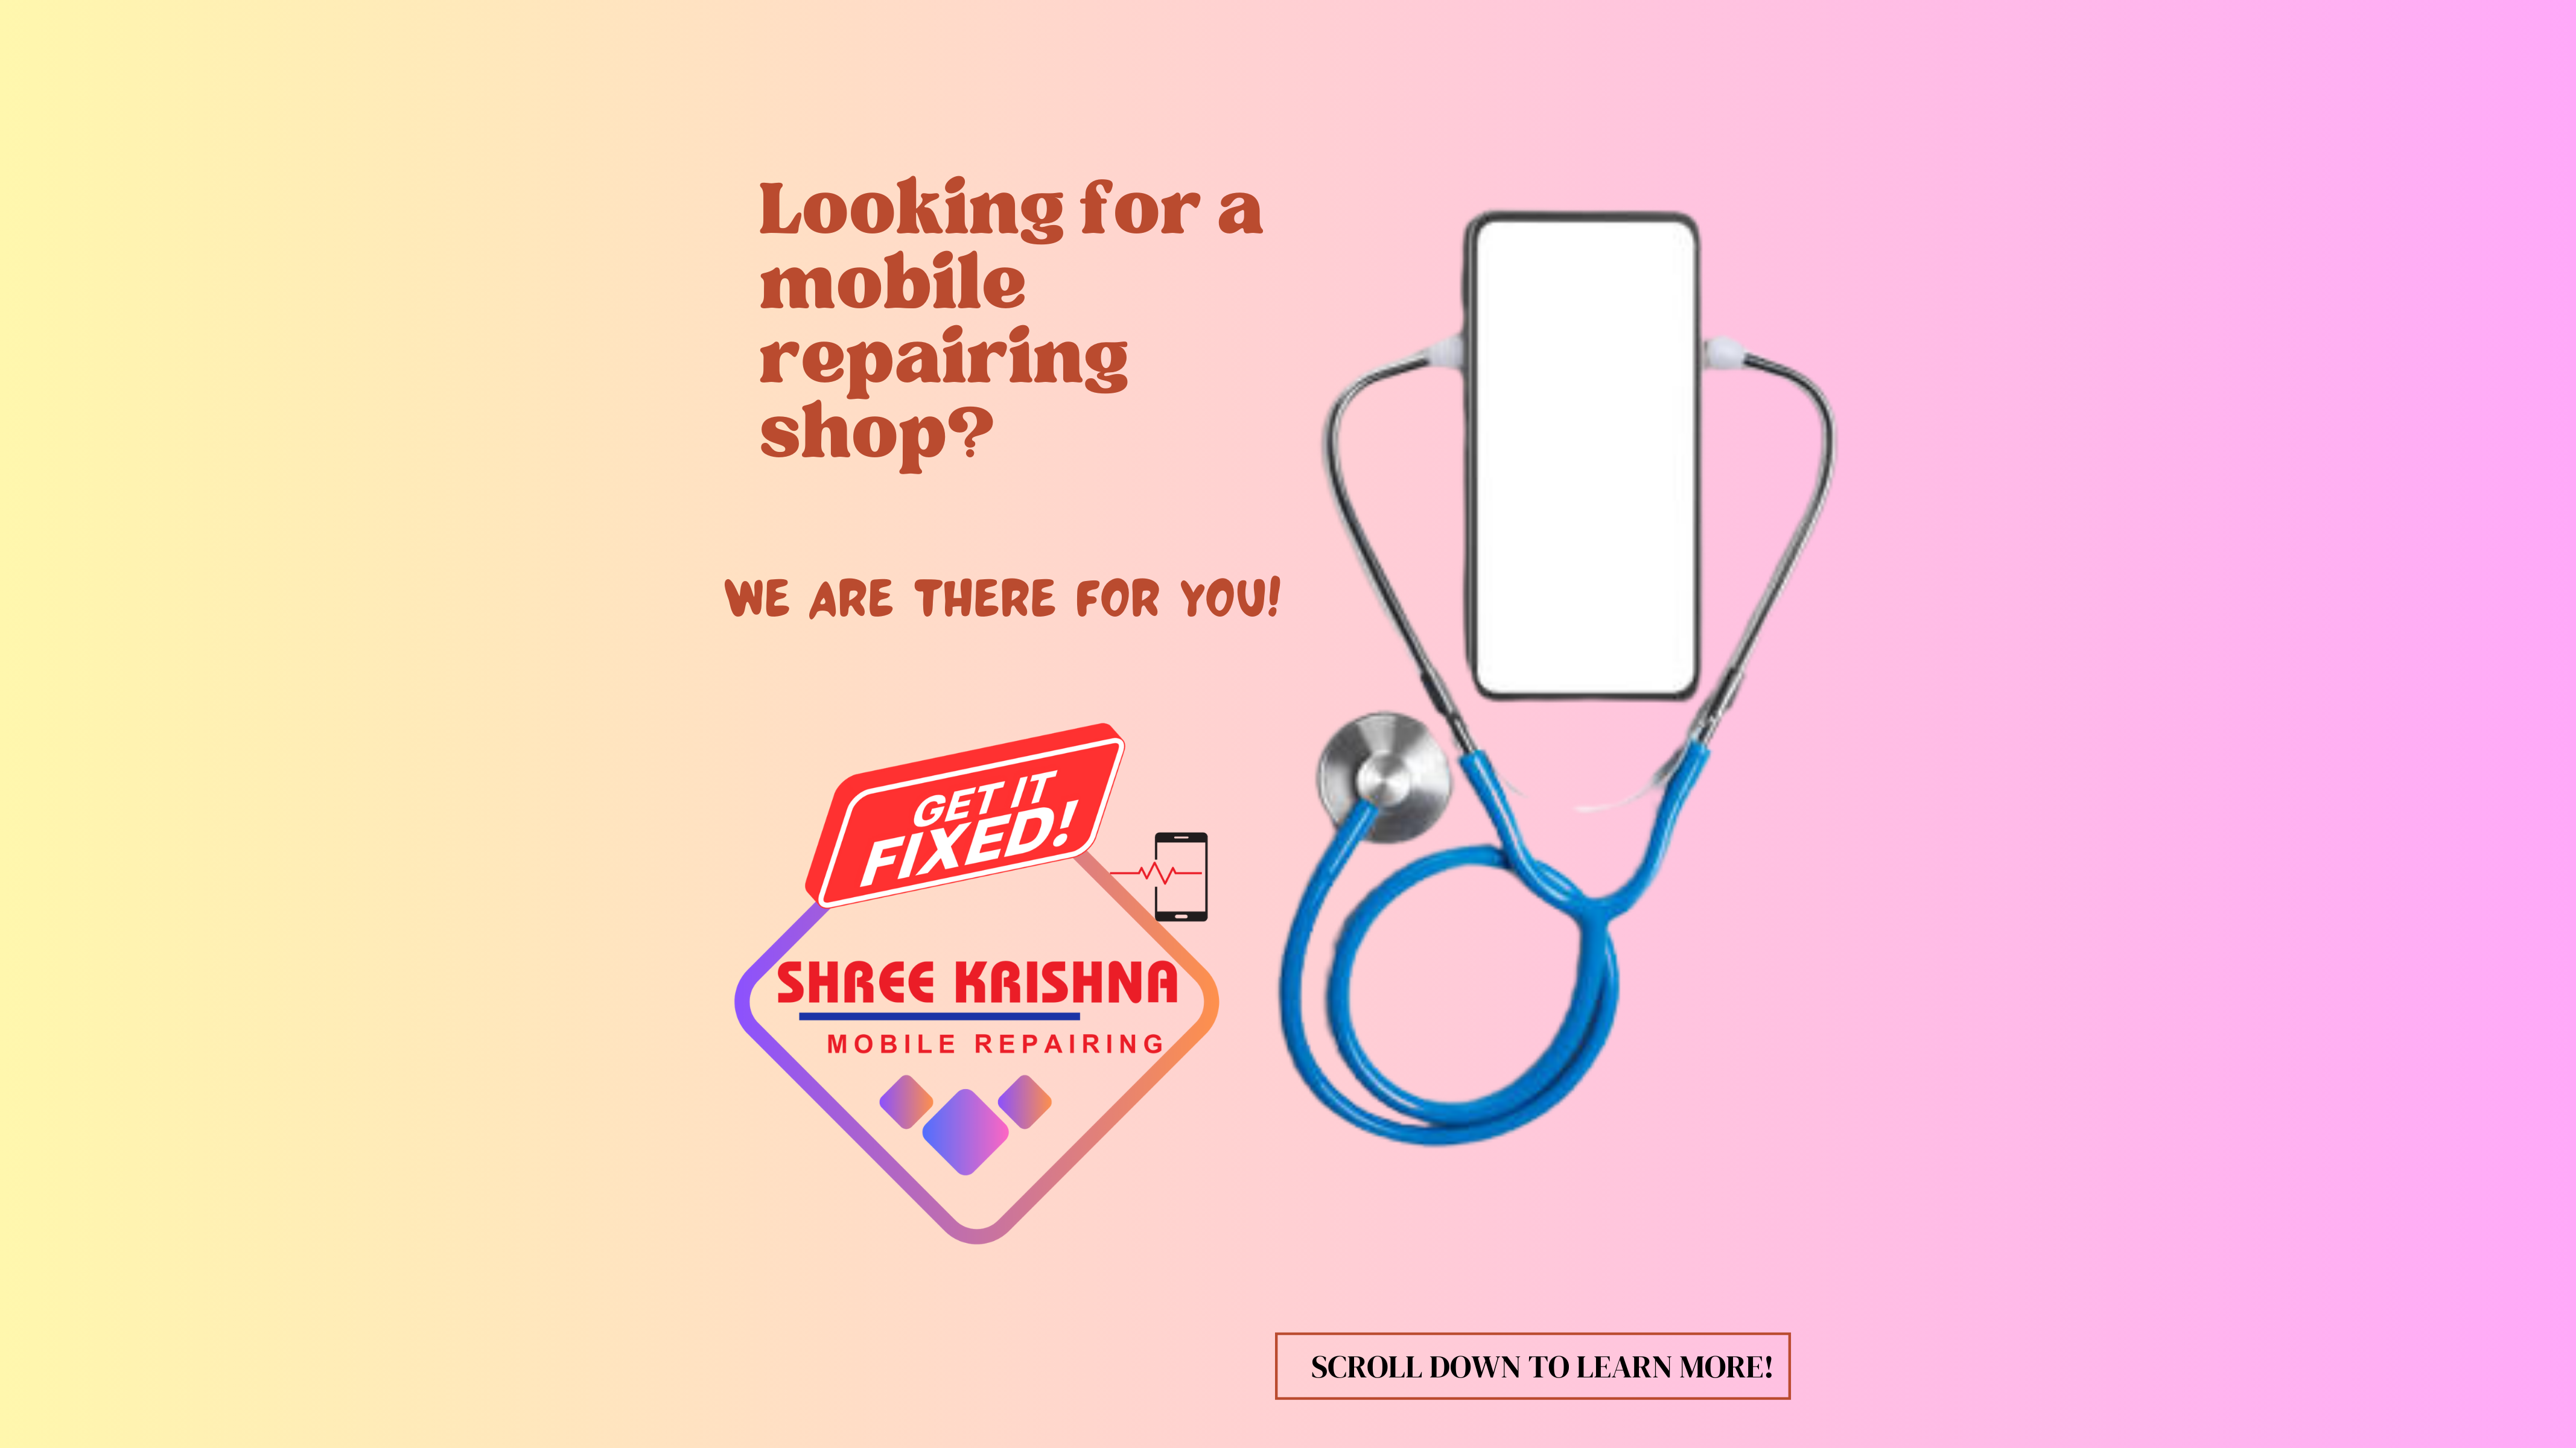 Looking for a
mobile
repairing
shop?
WE ARE THERE FOR YOU!
GET IT
FIXED!
SHREE KRISHNA
MOBILE REPAIRING
SCROLL DOWN TO LEARN MORE!